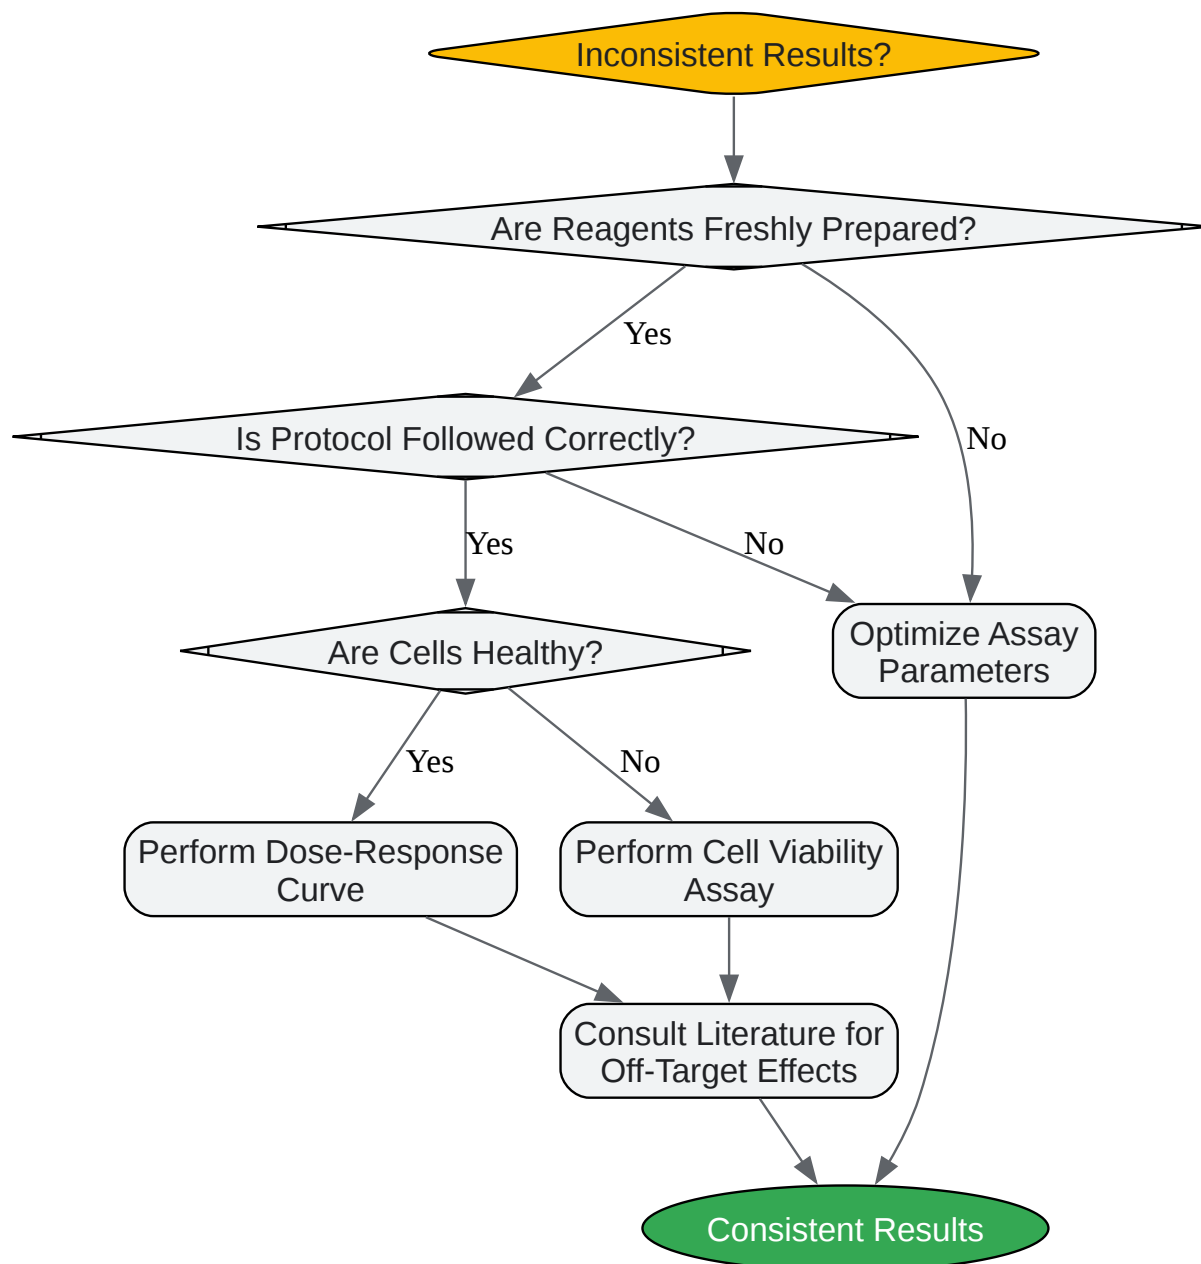 Inconsistent Results?
Are Reagents Freshly Prepared?
Yes
Is Protocol Followed Correctly?
No
Yes
No
Optimize Assay
Parameters
Are Cells Healthy?
Yes
No
Perform Dose-Response
Curve
Perform Cell Viability
Assay
Consult Literature for
Off-Target Effects
Consistent Results